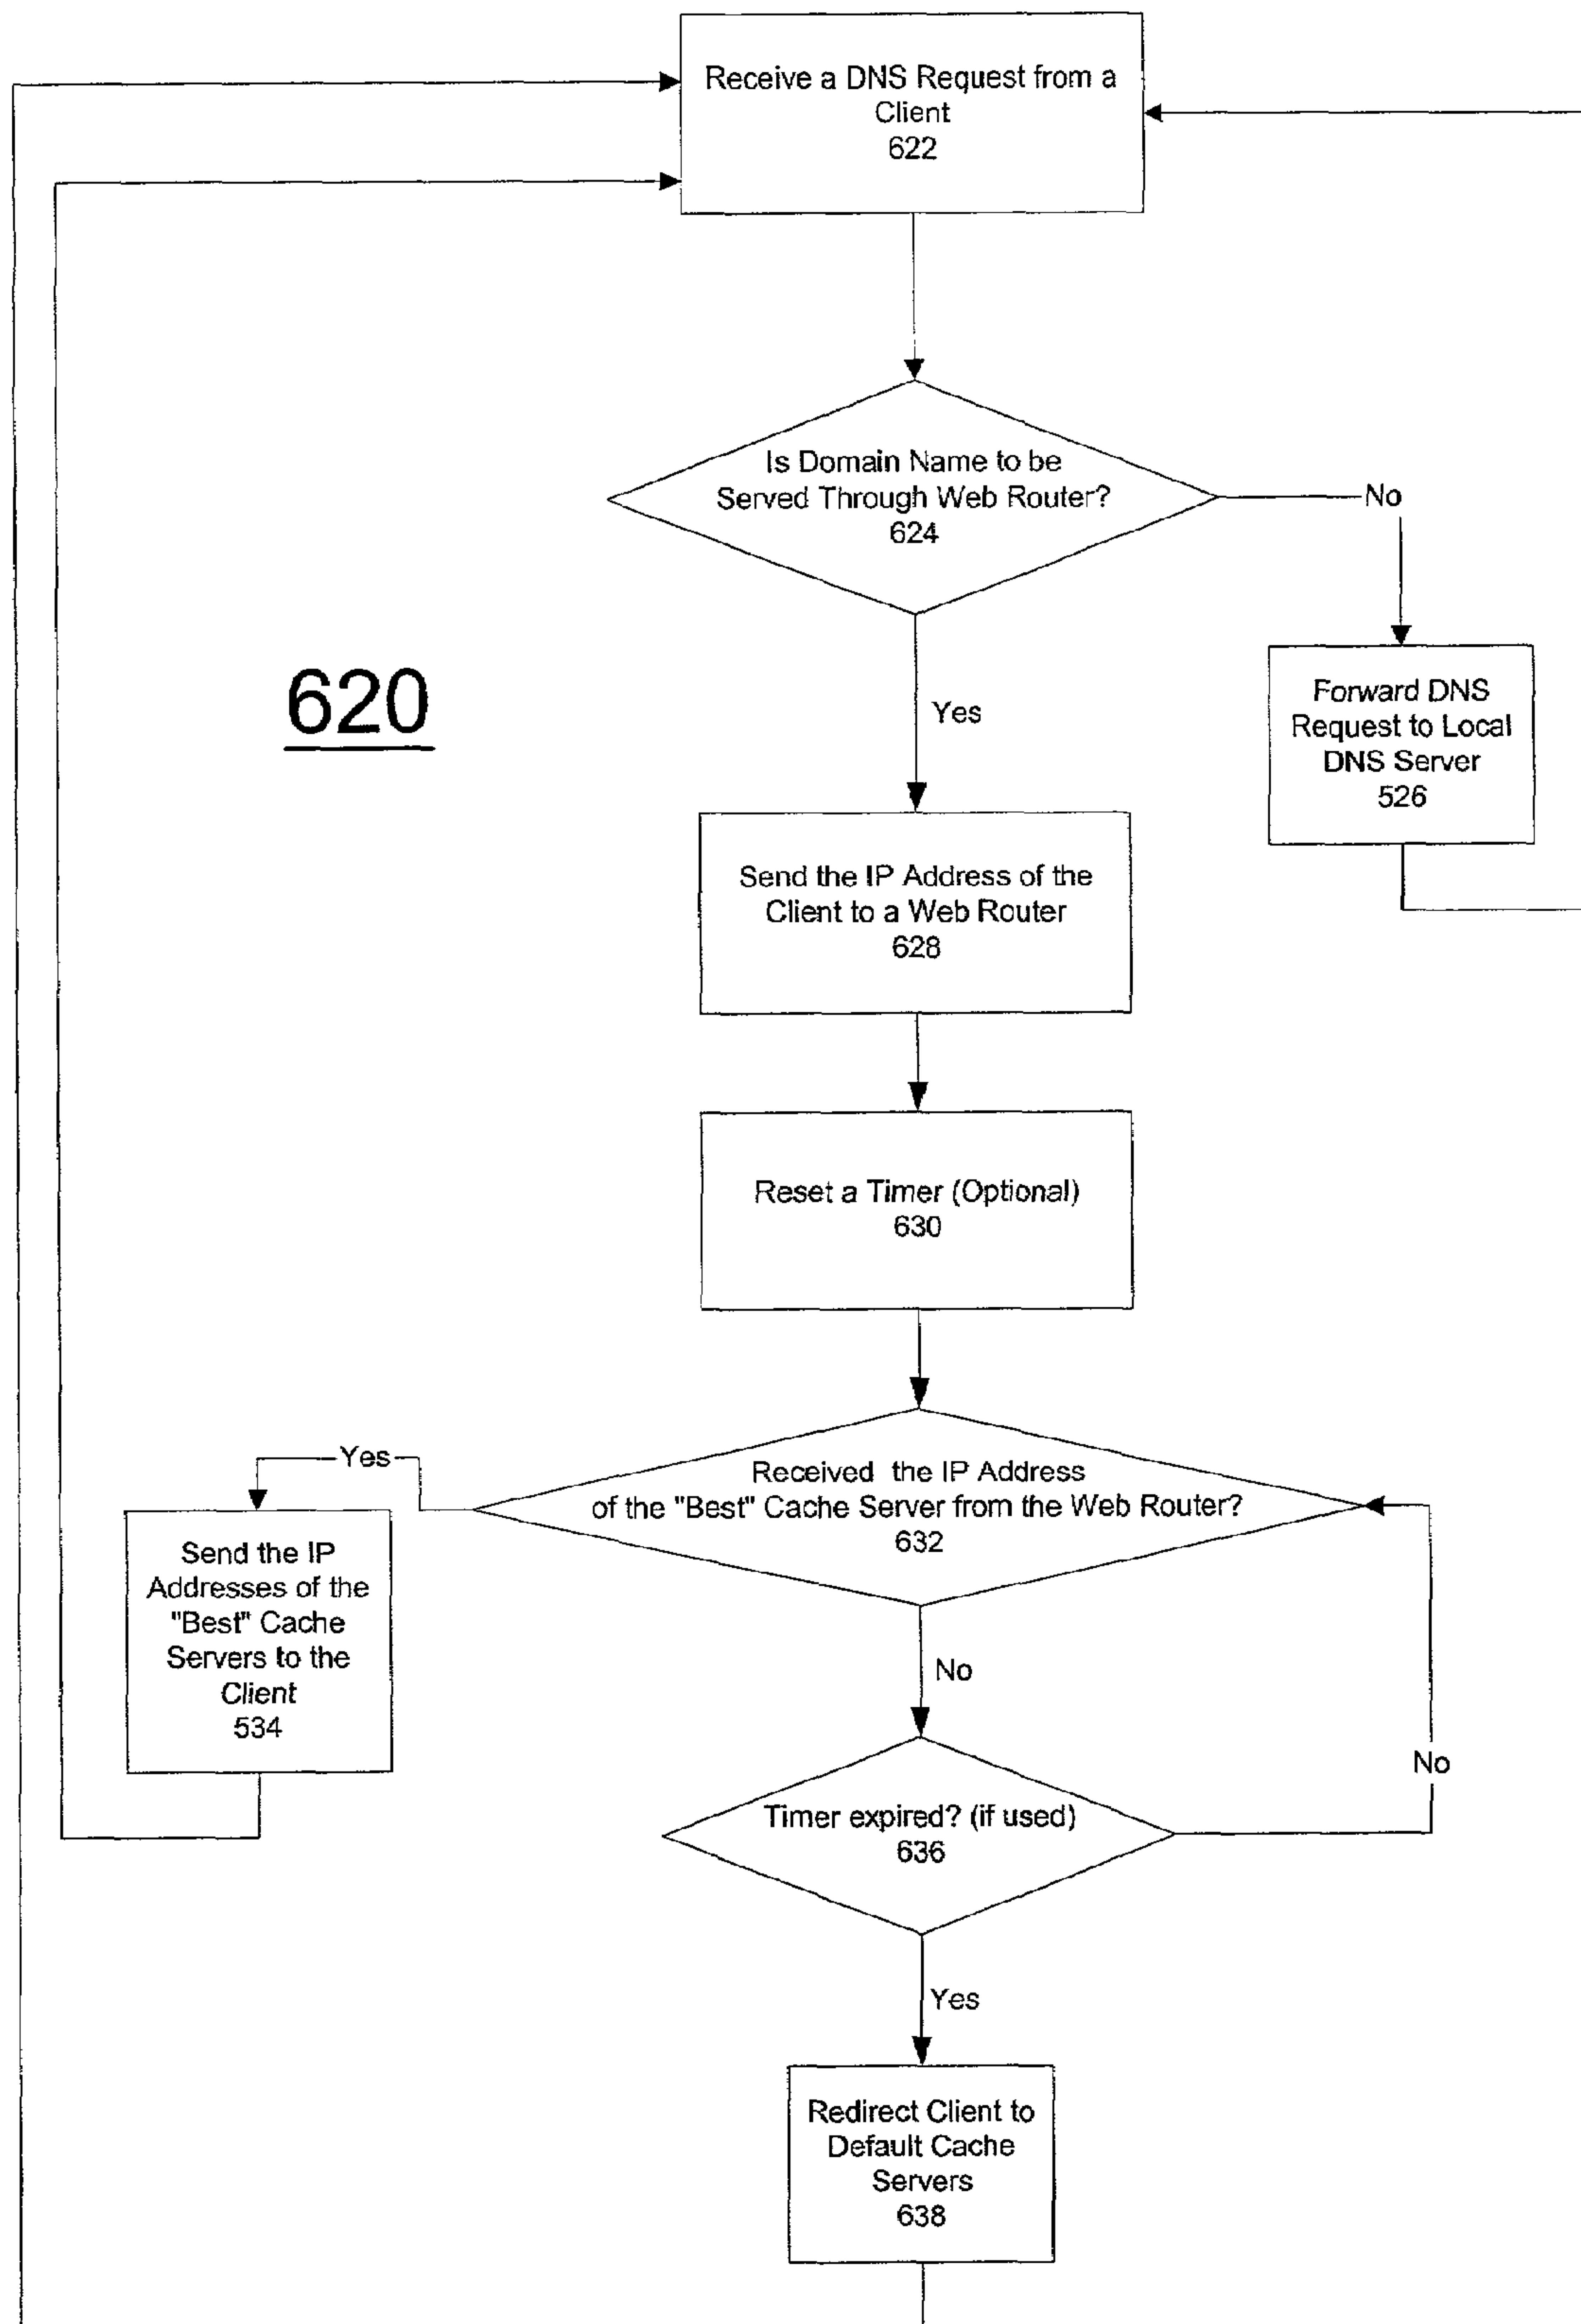 Receive a DNS Request from a
Client
622
Is Domain Name to be
Served Through Web Router?
624
No
620
Yes
Forward DNS
Request to Local
DNS Server
526
Send the IP Address of the
Client to a Web Router
628
Reset a Timer (Optional)
630
Yes
Received the IP Address
of the "Best" Cache Server from the Web Router?
632
Send the IP
Addresses of the
"Best" Cache
Servers to the
Client
534
No
No
Timer expired? (if used)
636
Yes
Redirect Client to
Default Cache
Servers
638